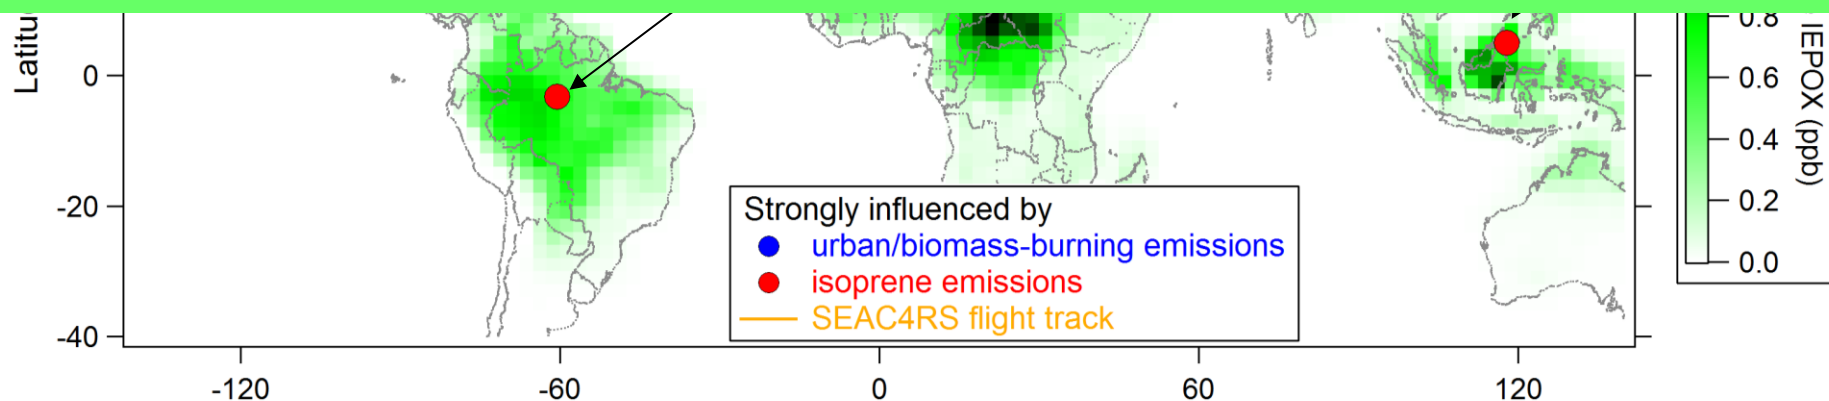 Latitu
0
-20
-40
-120
-60
0
60
120
Strongly influenced by
urban/biomass-burning emissions
isoprene emissions
SEAC4RS flight track
0.8
0.6
0.4
0.2
0.0
IEPOX (ppb)